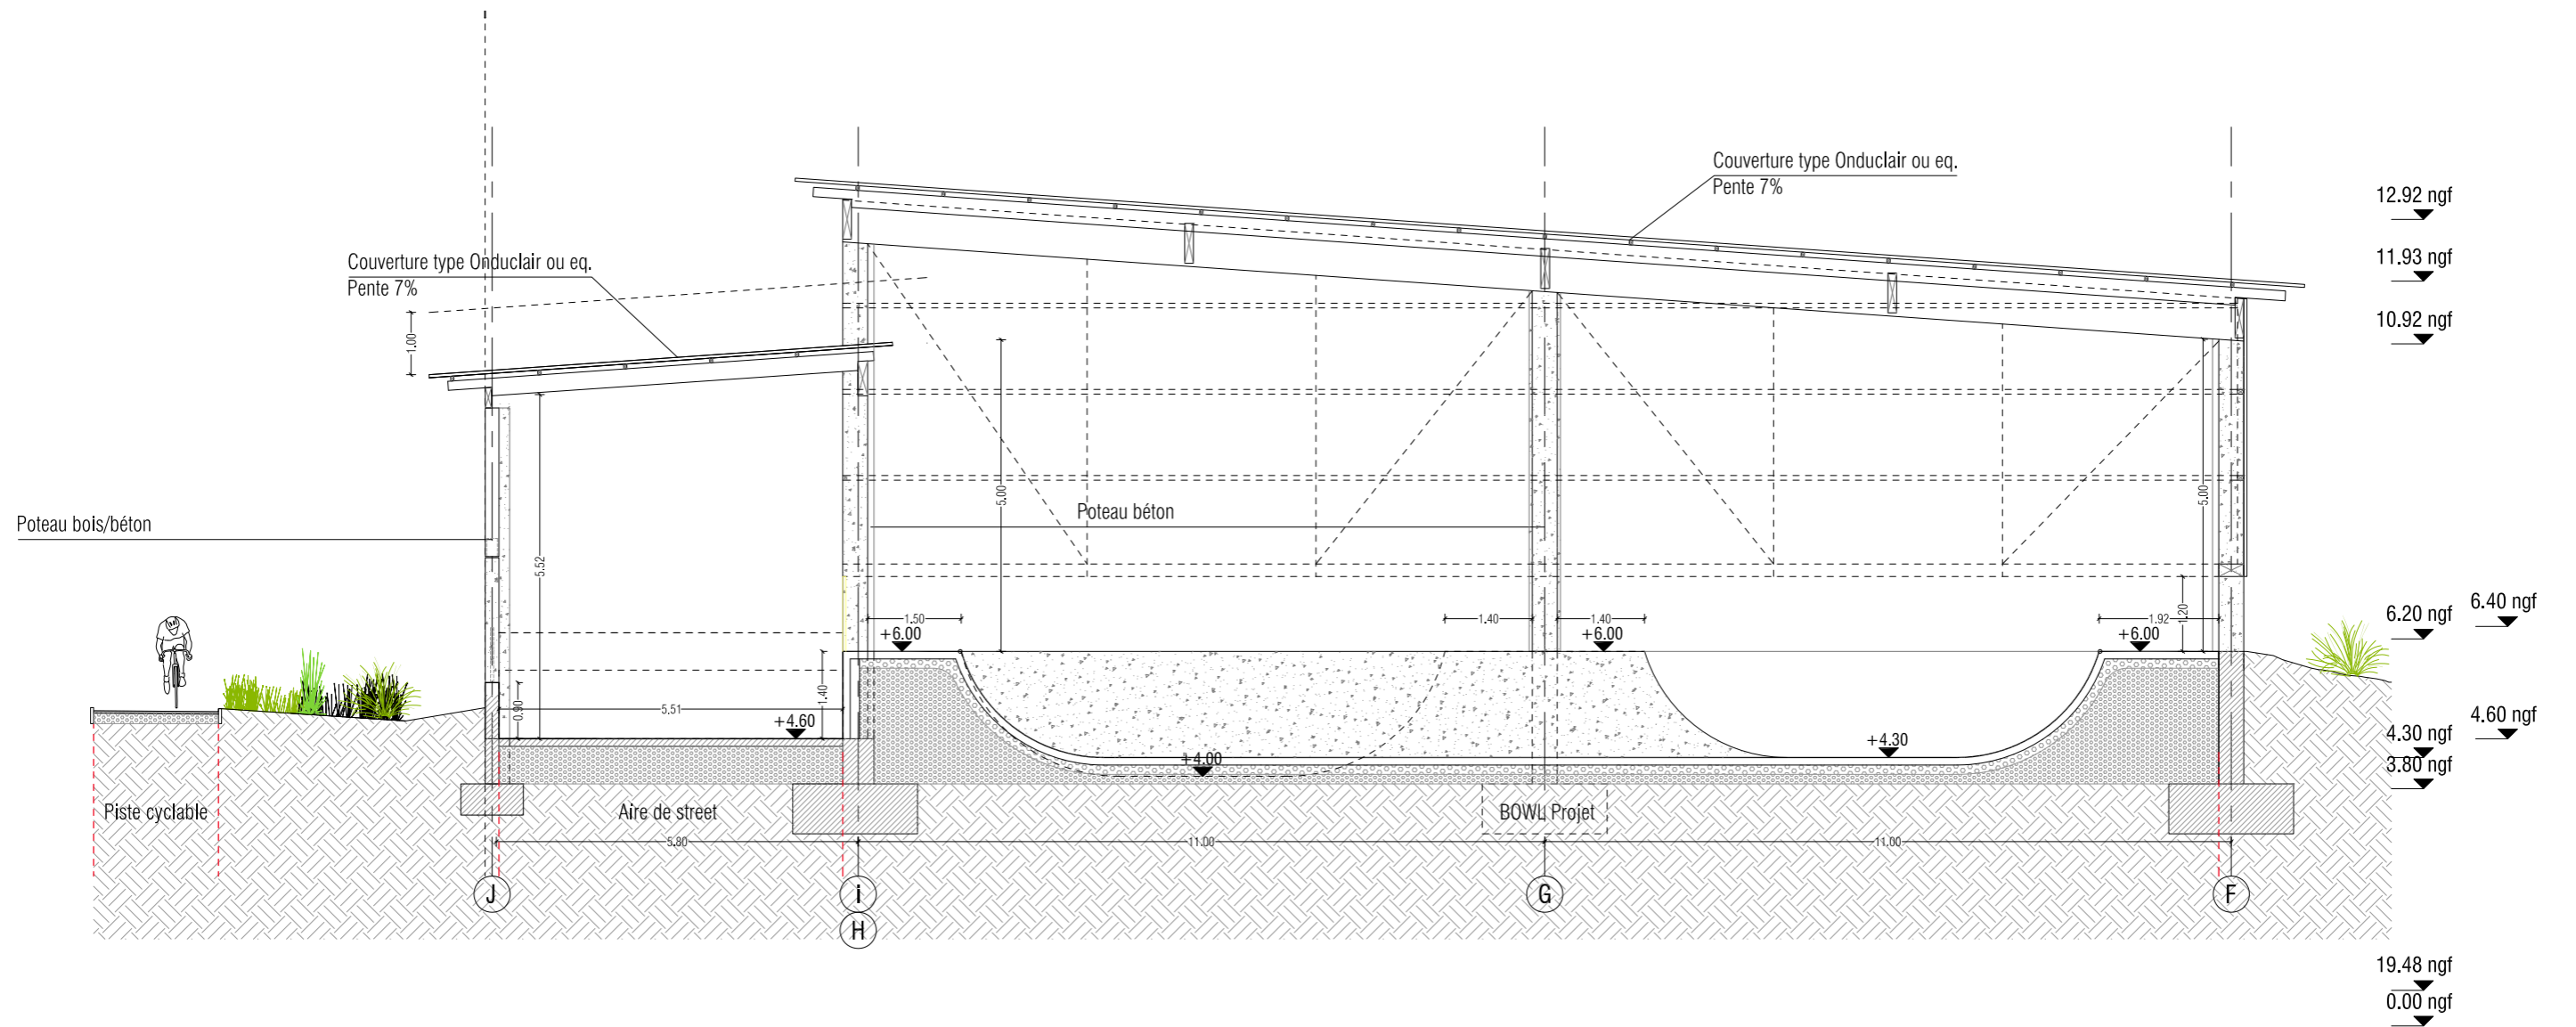 Couverture type Onduclair ou eq.
Pente 7%
12.92 ngf
11.93 ngf
10.92 ngf
Couverture type Onduclair ou eq.
Pente 7%
1.00
5.00
5.00
5.52
Poteau béton
Poteau bois/béton
1.50
1.40
1.40
1.92
1.20
+6.00
+6.00
+6.00
6.20 ngf
6.40 ngf
0.90
5.51
1.40
+4.60
+4.00
+4.30
4.30 ngf
4.60 ngf
3.80 ngf
Piste cyclable
Aire de street
BOWL Projet
5.80
11.00
11.00
J
i
G
F
H
19.48 ngf
0.00 ngf